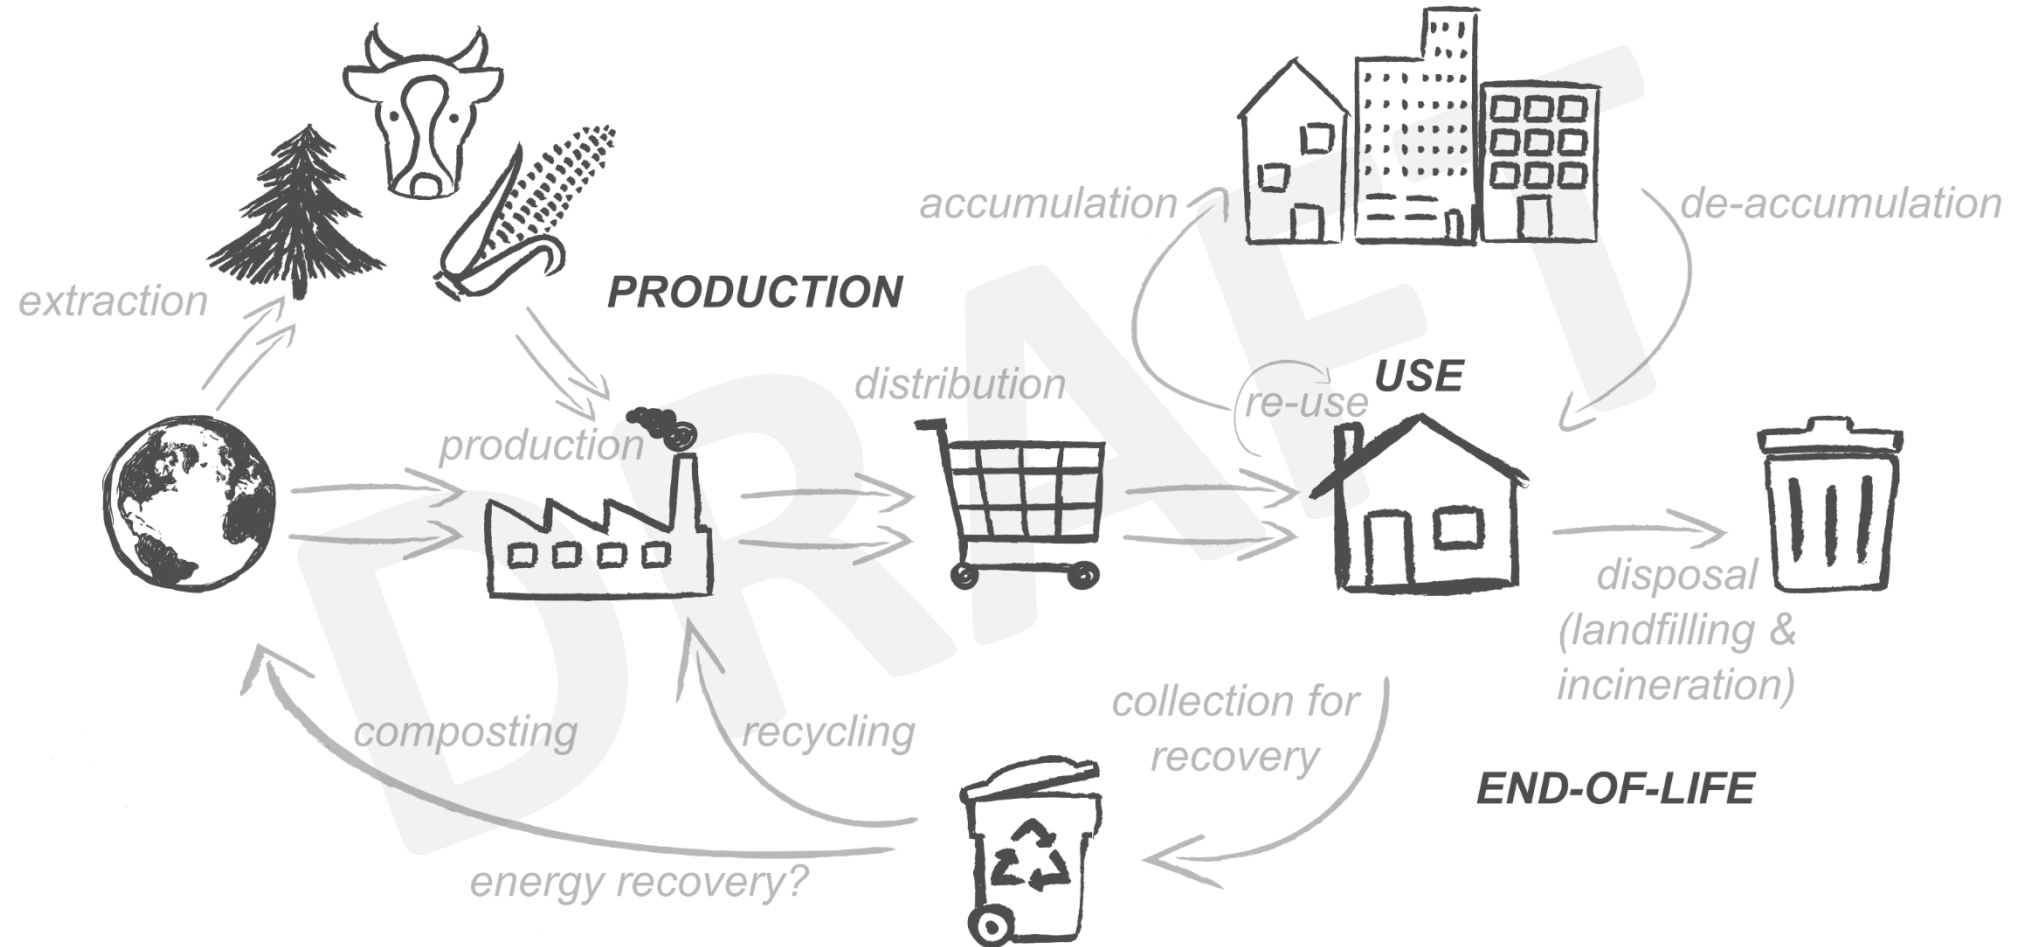 accumulation
de-accumulation
extraction
PRODUCTION
USE
distribution
re-use
production
disposal
(landfilling &
incineration)
collection for
recovery
composting
recycling
END-OF-LIFE
energy recovery?
DRAFT